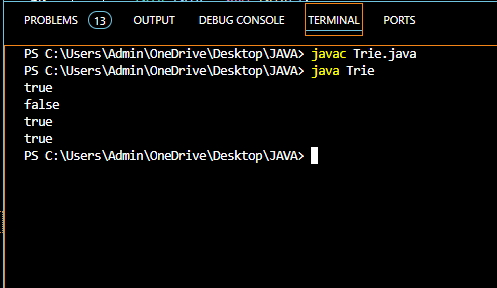 PROBLEMS 13 OUTPUT DEBUG CONSOLE TERMINAL PORTS
PS C:\Users\Admin\OneDrive\Desktop\JAVA> javac Trie.java
PS C:\Users\Admin\OneDrive\Desktop\JAVA> java Trie
true
false
true
true
PS C:\Users\Admin\OneDrive\Desktop\JAVA>